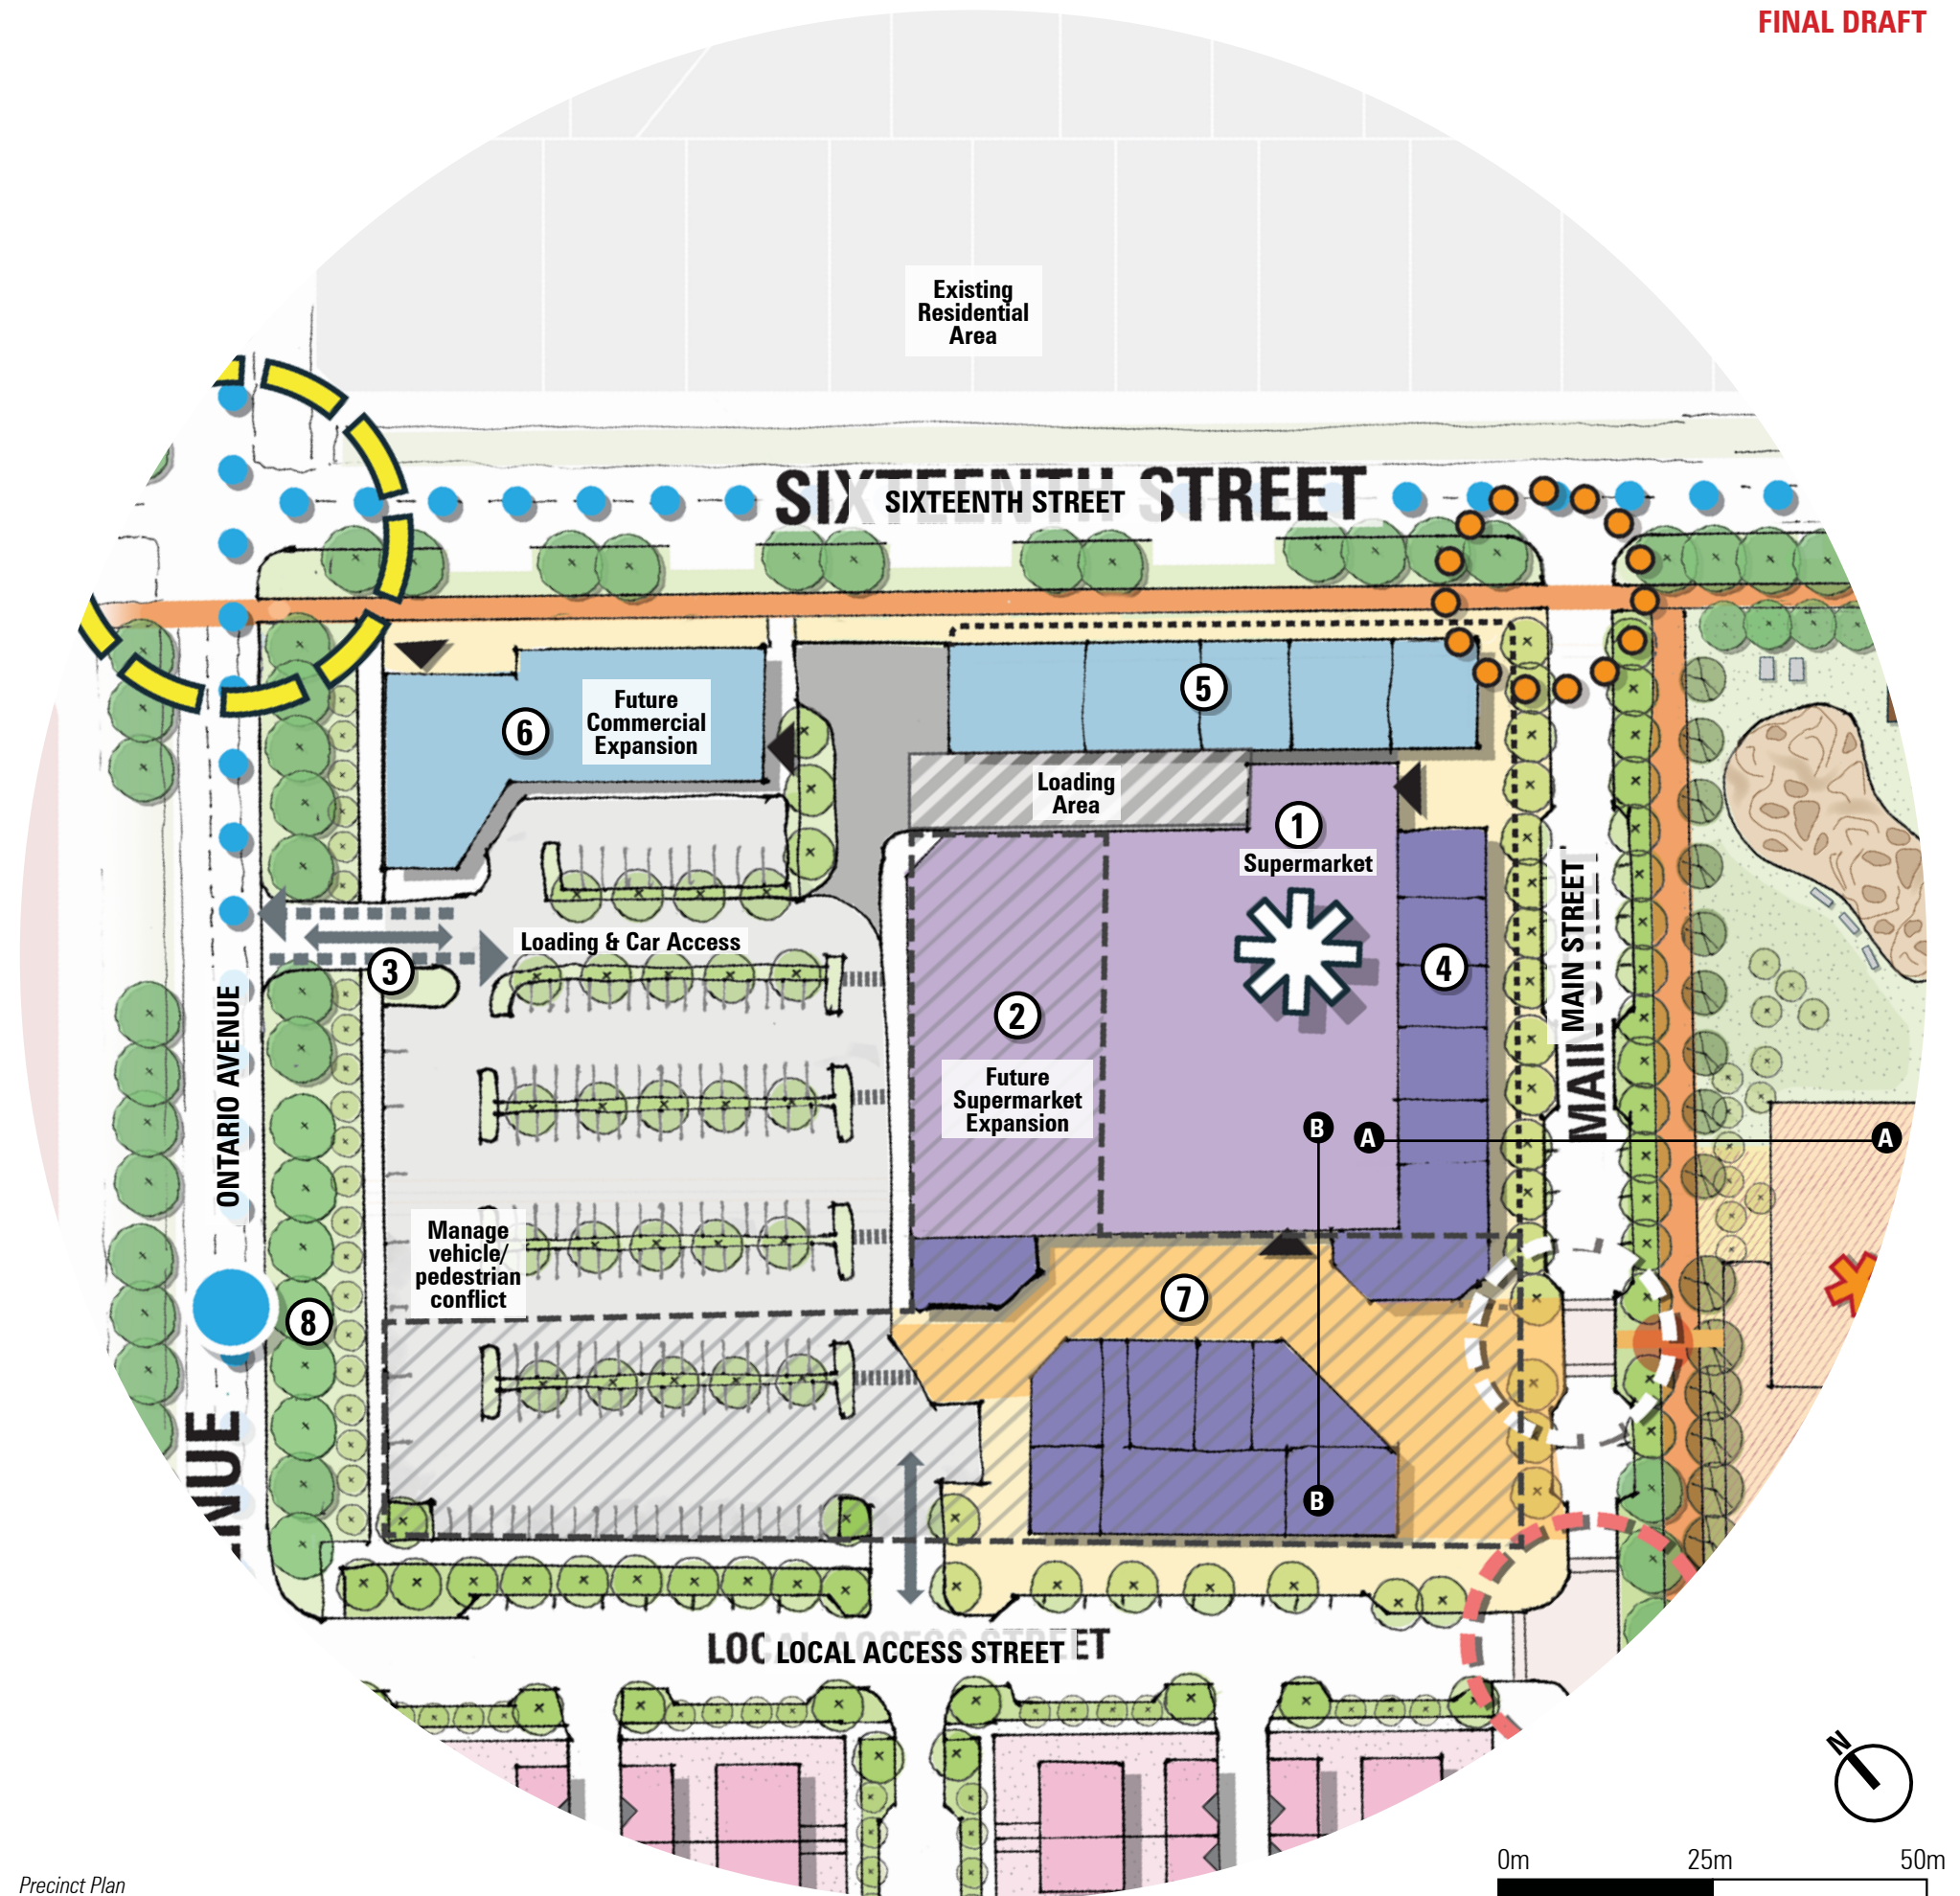 FINAL DRAFT
Existing
Residential
Area
SIXTEENTH STREET
SIXTEENTH STREET
Future
Commercial
Expansion
6
5
Loading
Area
1
Supermarket
Loading & Car Access
3
4
2
Future
Supermarket
Expansion
MAIN STREET
MAIN STREET
ONTARIO AVENUE
B
A
A
Manage
vehicle/
pedestrian
conflict
7
8
NUE
B
LOCAL ACCESS STREET
LOCAL ACCESS STREET
N
0m 25m 50m
Precinct Plan